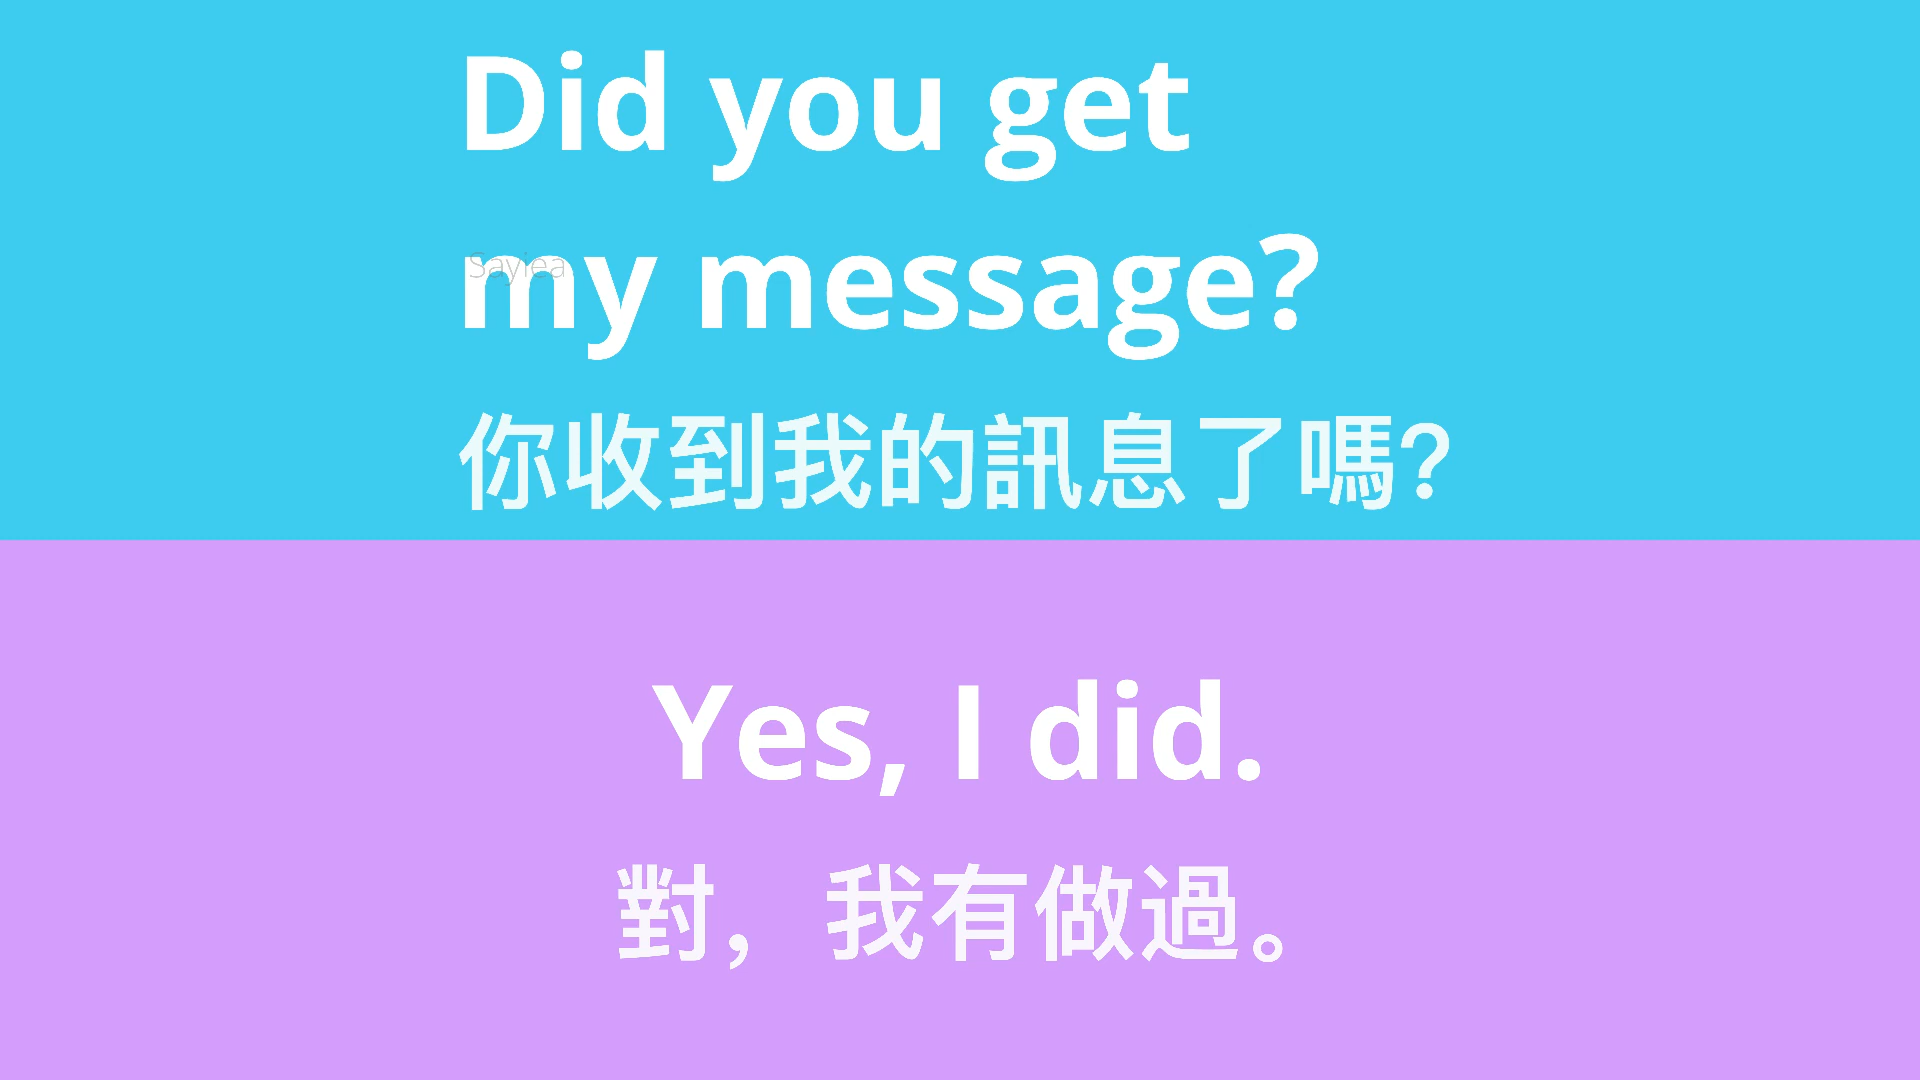 Did you get
my message?
Sayiea
你收到我的訊息了嗎?
Yes, I did.
對，我有做過。